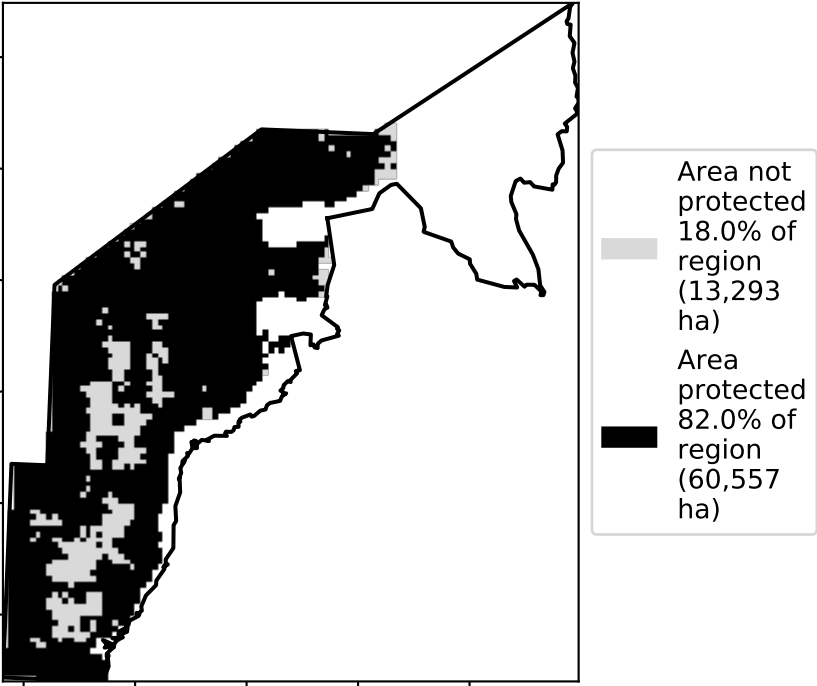 Area not
protected
18.0% of
region
(13,293
ha)
Area
protected
82.0% of
region
(60,557
ha)